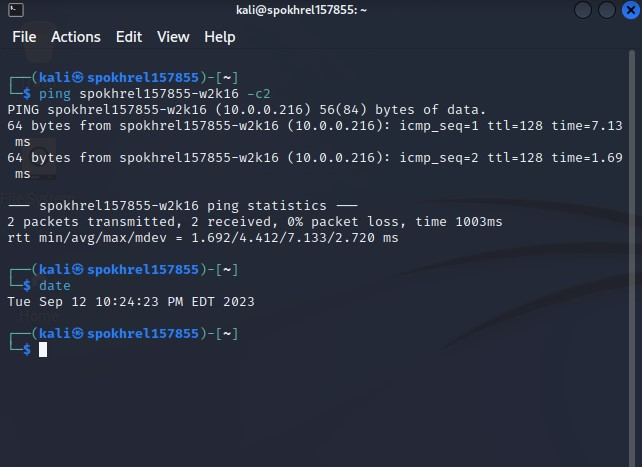 kali@spokhrel157855: ~
File Actions Edit View Help
┌──(kali㉿spokhrel157855)-[~]
└─$ ping spokhrel157855-w2k16 -c2
PING spokhrel157855-w2k16 (10.0.0.216) 56(84) bytes of data.
64 bytes from spokhrel157855-w2k16 (10.0.0.216): icmp_seq=1 ttl=128 time=7.13
ms
64 bytes from spokhrel157855-w2k16 (10.0.0.216): icmp_seq=2 ttl=128 time=1.69
ms
--- spokhrel157855-w2k16 ping statistics ---
2 packets transmitted, 2 received, 0% packet loss, time 1003ms
rtt min/avg/max/mdev = 1.692/4.412/7.133/2.720 ms
┌──(kali㉿spokhrel157855)-[~]
└─$ date
Tue Sep 12 10:24:23 PM EDT 2023
┌──(kali㉿spokhrel157855)-[~]
└─$